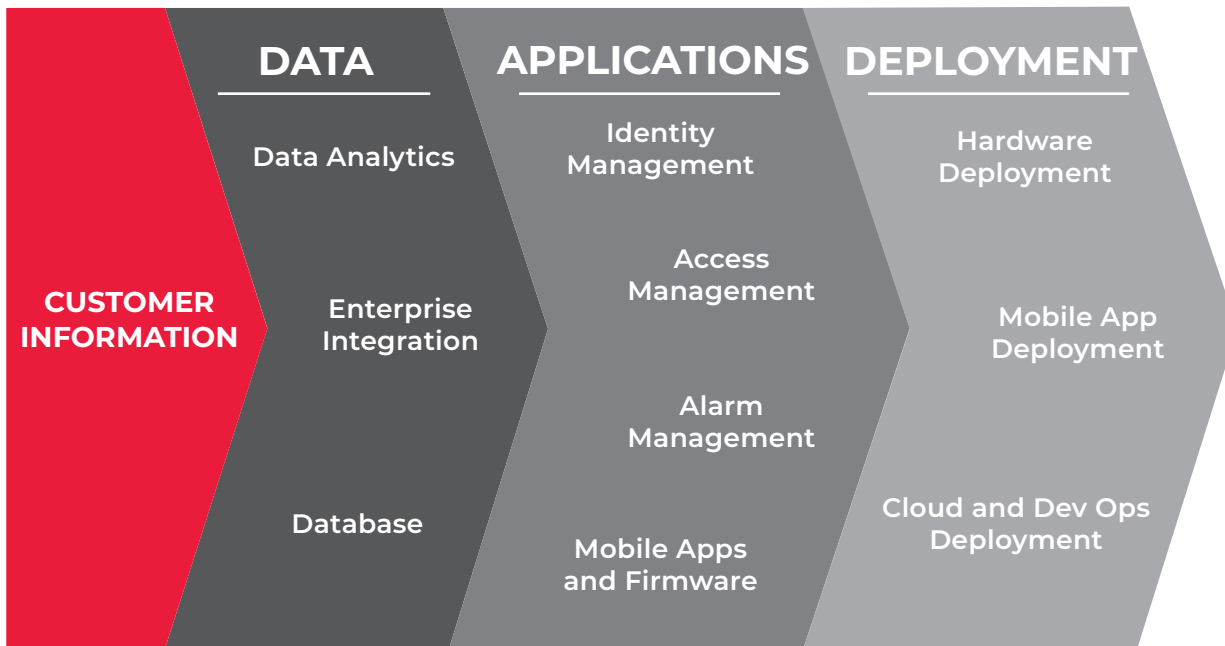 CUSTOMER
INFORMATION
DATA
Data Analytics
Enterprise
Integration
Database
APPLICATIONS
Identity
Management
Access
Management
Alarm
Management
Mobile Apps
and Firmware
DEPLOYMENT
Hardware
Deployment
Mobile App
Deployment
Cloud and Dev Ops
Deployment